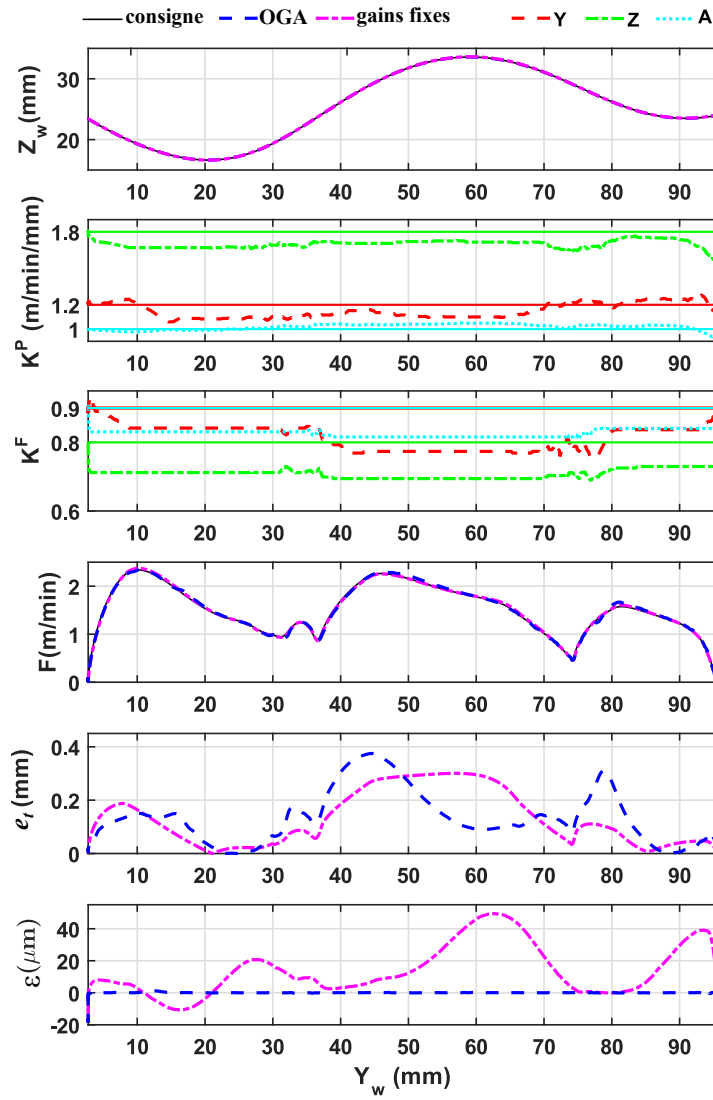 consigne OGA gains fixes Y Z A
Z_w (mm)
30
20
10 20 30 40 50 60 70 80 90
K^P (m/min/mm)
1.8
1.2
1
10 20 30 40 50 60 70 80 90
K^F
0.9
0.8
0.6
10 20 30 40 50 60 70 80 90
F(m/min)
2
1
0
10 20 30 40 50 60 70 80 90
e_t (mm)
0.4
0.2
0
10 20 30 40 50 60 70 80 90
ε(μm)
40
20
0
-20
10 20 30 40 50 60 70 80 90
Y_w (mm)